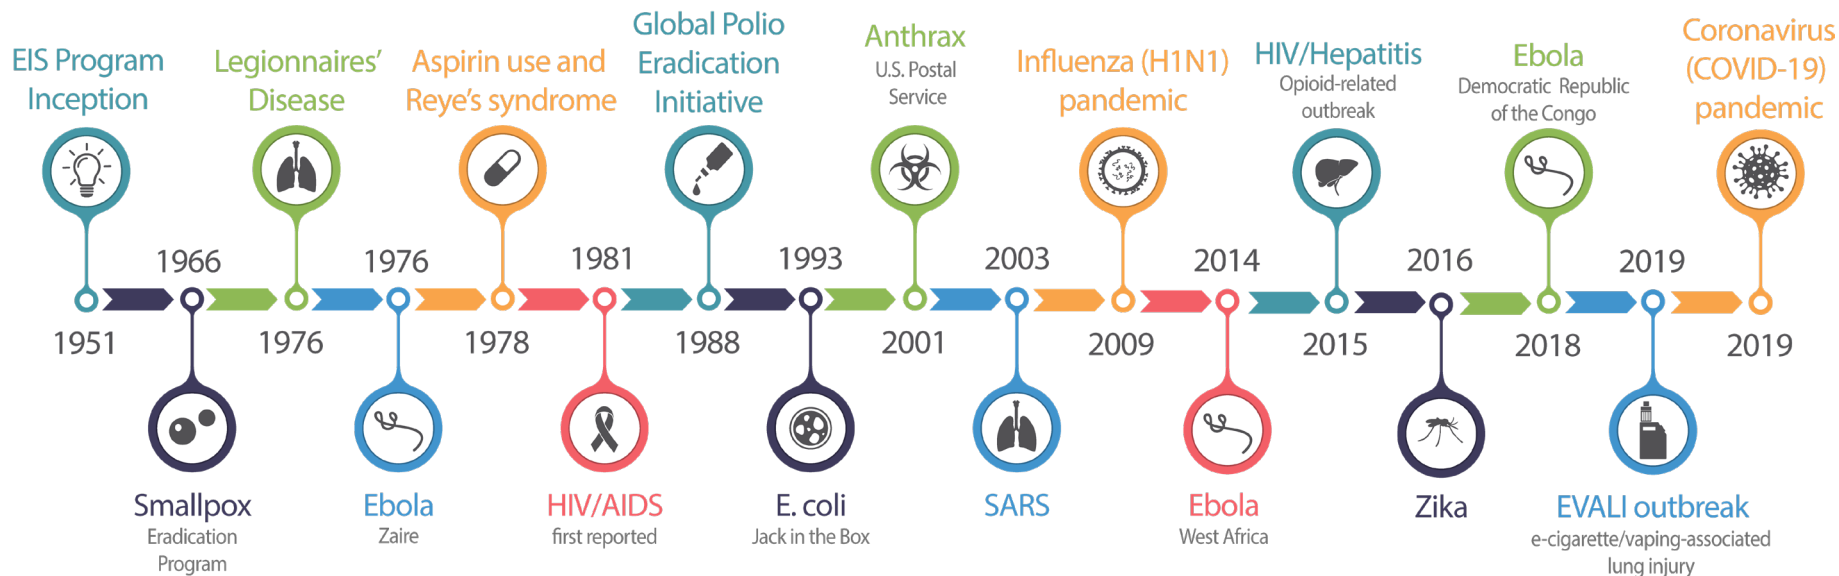 EIS Program
Inception
1951
1966
Smallpox
Eradication
Program
Legionnaires’
Disease
1976
1976
Ebola
Zaire
Aspirin use and
Reye’s syndrome
1978
1981
HIV/AIDS
first reported
Global Polio
Eradication
Initiative
1988
1993
E. coli
Jack in the Box
Anthrax
U.S. Postal
Service
2001
2003
SARS
Influenza (H1N1)
pandemic
2009
2014
Ebola
West Africa
HIV/Hepatitis
Opioid-related
outbreak
2015
2016
Zika
Ebola
Democratic Republic
of the Congo
2018
2019
EVALI outbreak
e-cigarette/vaping-associated
lung injury
Coronavirus
(COVID-19)
pandemic
2019